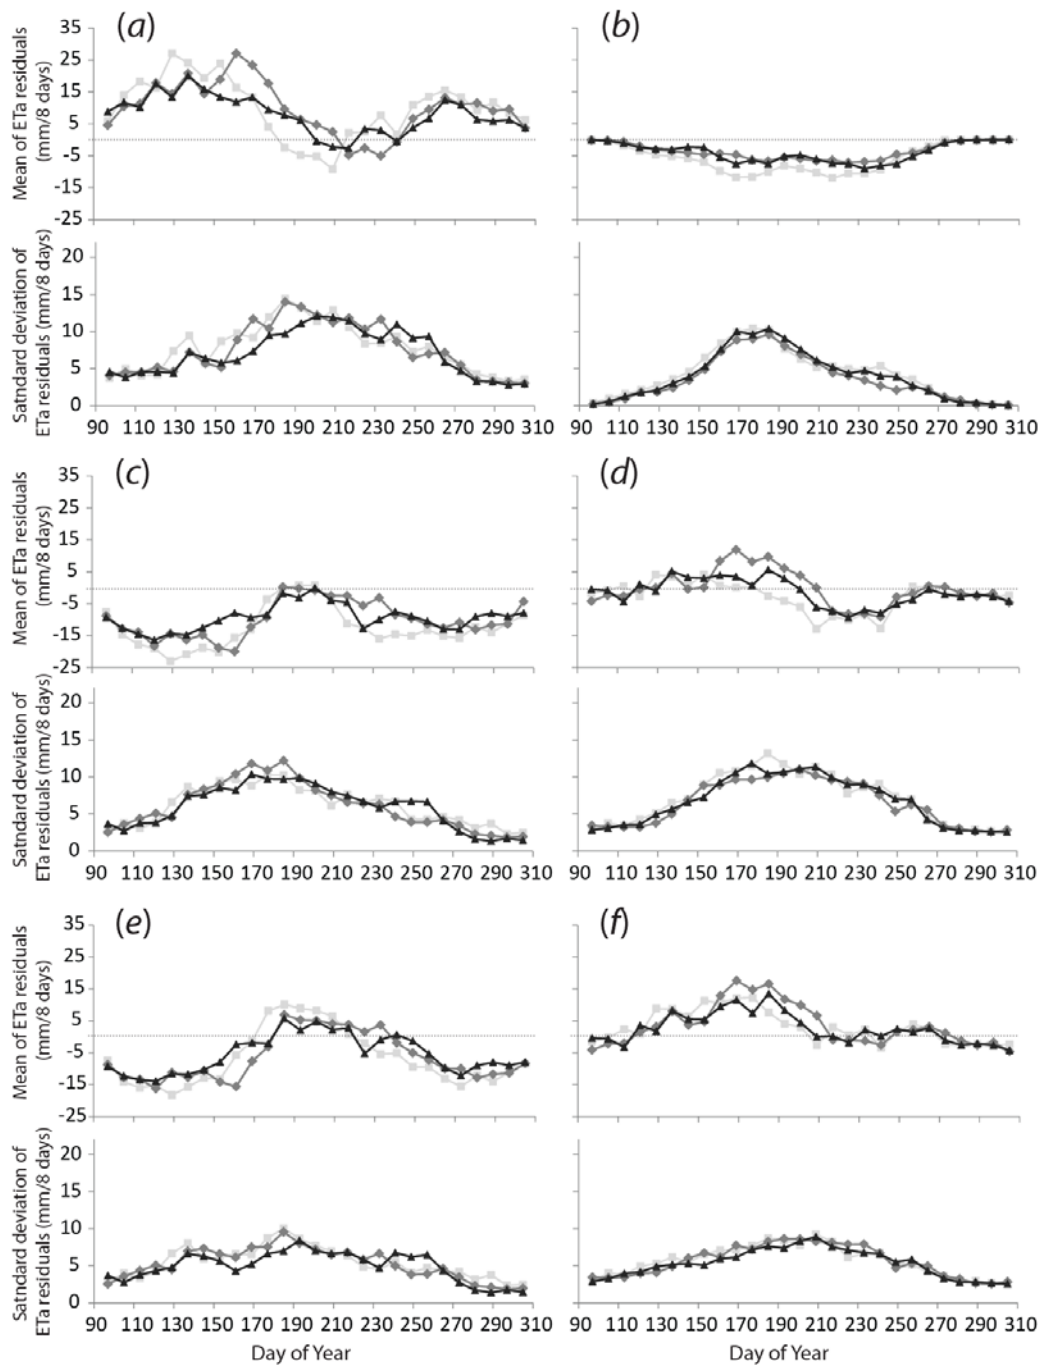 (a)
Mean of ETa residuals
(mm/8 days)
35
25
15
5
-5
-15
-25
(b)
Satndard deviation of
ETa residuals (mm/8 days)
20
15
10
5
0
90 110 130 150 170 190 210 230 250 270 290 310
90 110 130 150 170 190 210 230 250 270 290 310
(c)
Mean of ETa residuals
(mm/8 days)
35
25
15
5
-5
-15
-25
(d)
Satndard deviation of
ETa residuals (mm/8 days)
20
15
10
5
0
90 110 130 150 170 190 210 230 250 270 290 310
90 110 130 150 170 190 210 230 250 270 290 310
(e)
Mean of ETa residuals
(mm/8 days)
35
25
15
5
-5
-15
-25
(f)
Satndard deviation of
ETa residuals (mm/8 days)
20
15
10
5
0
90 110 130 150 170 190 210 230 250 270 290 310
90 110 130 150 170 190 210 230 250 270 290 310
Day of Year
Day of Year